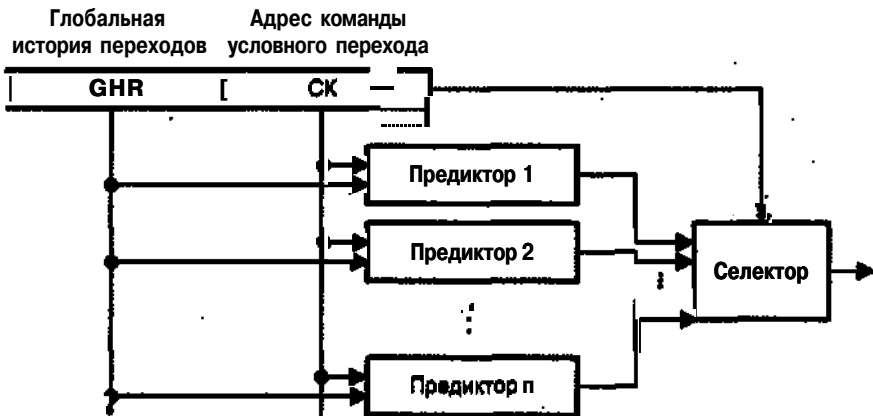 Глобальная
история переходов
Адрес команды
условного перехода
GHR
СК
Предиктор 1
Предиктор 2
Селектор
Предиктор n